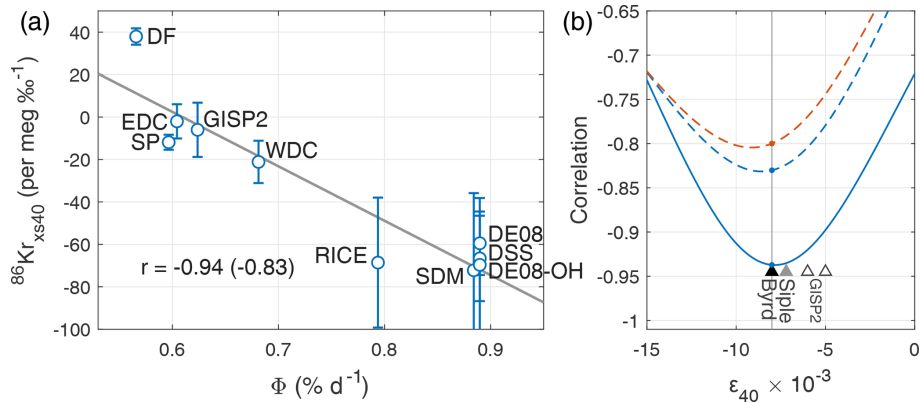 (a)
40
20
0
-20
-40
-60
-80
-100
⁸⁶Kr_xs40 (per meg ‰⁻¹)
DF
EDC
GISP2
SP
WDC
RICE
DE08
DSS
SDM
DE08-OH
r = -0.94 (-0.83)
0.6 0.7 0.8 0.9
Φ (% d⁻¹)
(b)
-0.65
-0.7
-0.75
-0.8
-0.85
-0.9
-0.95
-1
Correlation
Byrd
Siple
GISP2
-15 -10 -5 0
ε₄₀ × 10⁻³